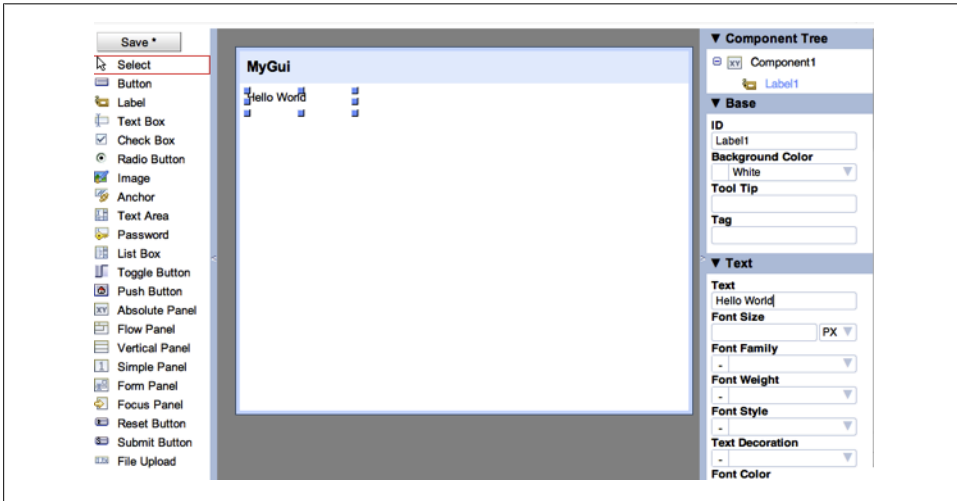 Save *
Select
Button
Label
Text Box
Check Box
Radio Button
Image
Anchor
Text Area
Password
List Box
Toggle Button
Push Button
Absolute Panel
Flow Panel
Vertical Panel
Simple Panel
Form Panel
Focus Panel
Reset Button
Submit Button
File Upload
MyGui
Hello World
▼ Component Tree
XY Component1
Label1
▼ Base
ID
Label1
Background Color
White
Tool Tip
Tag
▼ Text
Text
Hello World
Font Size
PX
Font Family
-
Font Weight
-
Font Style
-
Text Decoration
-
Font Color